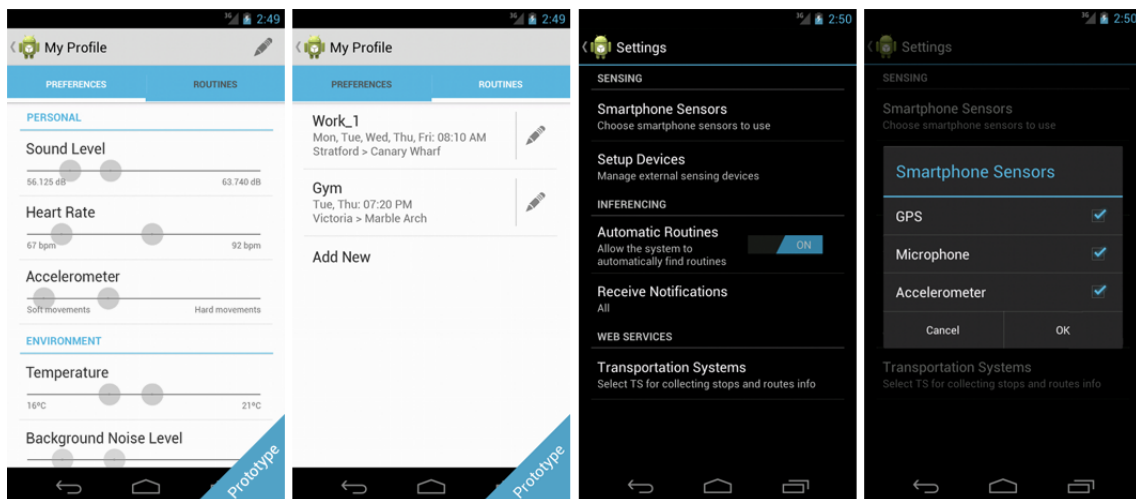 3G 2:49
My Profile
PREFERENCES ROUTINES
PERSONAL
Sound Level
56.125 dB 63.740 dB
Heart Rate
67 bpm 92 bpm
Accelerometer
Soft movements Hard movements
ENVIRONMENT
Temperature
16ºC 21ºC
Background Noise Level
Prototype
3G 2:49
My Profile
PREFERENCES ROUTINES
Work_1
Mon, Tue, Wed, Thu, Fri: 08:10 AM
Stratford > Canary Wharf
Gym
Tue, Thu: 07:20 PM
Victoria > Marble Arch
Add New
Prototype
3G 2:50
Settings
SENSING
Smartphone Sensors
Choose smartphone sensors to use
Setup Devices
Manage external sensing devices
INFERENCING
Automatic Routines
Allow the system to
automatically find routines
ON
Receive Notifications
All
WEB SERVICES
Transportation Systems
Select TS for collecting stops and routes info
3G 2:50
Settings
SENSING
Smartphone Sensors
Choose smartphone sensors to use
Smartphone Sensors
GPS
Microphone
Accelerometer
Cancel OK
Transportation Systems
Select TS for collecting stops and routes info